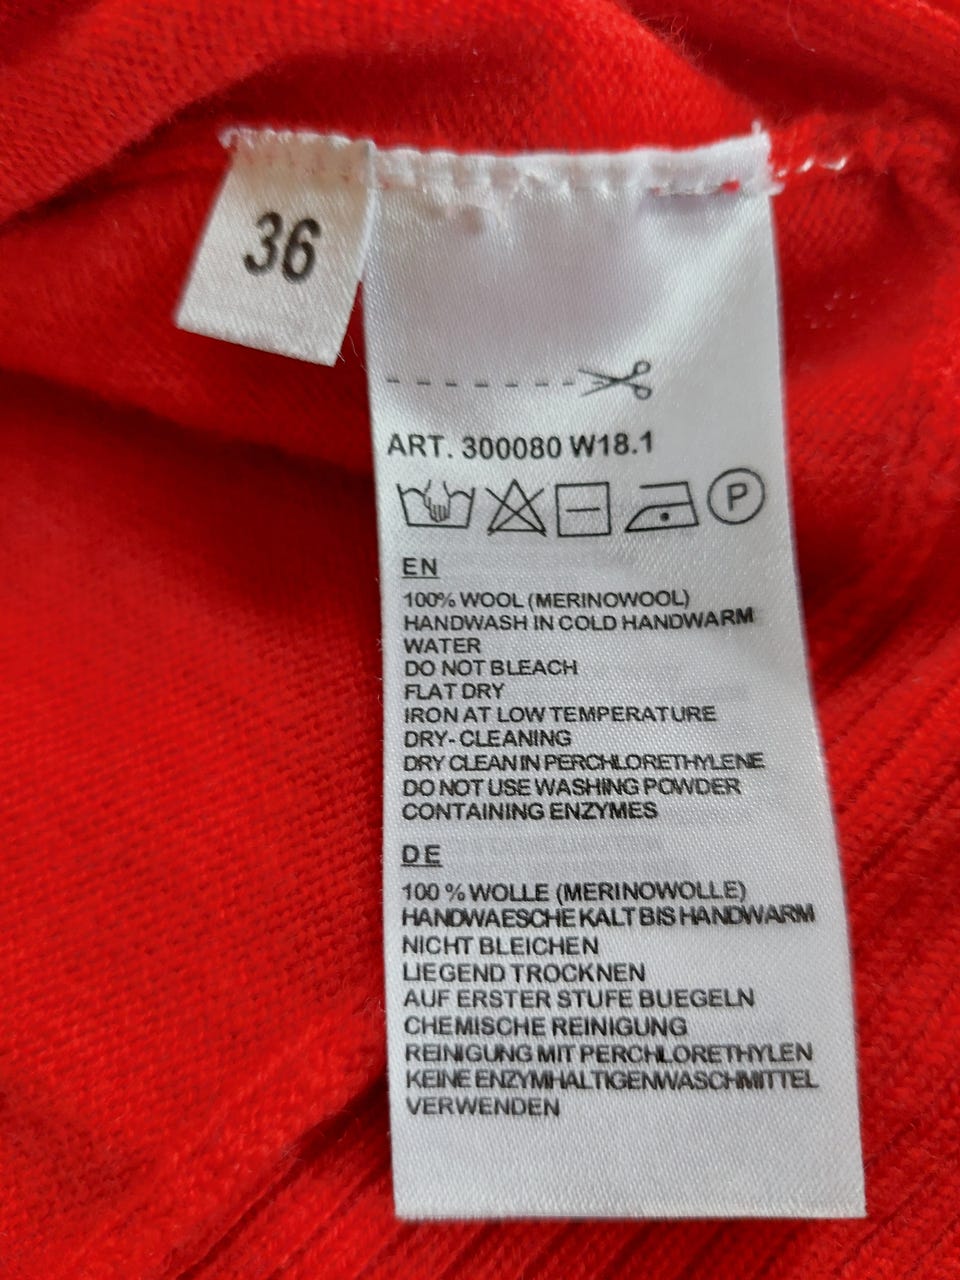 36
ART. 300080 W18.1
P
EN
100% WOOL (MERINOWOOL)
HANDWASH IN COLD HANDWARM
WATER
DO NOT BLEACH
FLAT DRY
IRON AT LOW TEMPERATURE
DRY-CLEANING
DRY CLEAN IN PERCHLORETHYLENE
DO NOT USE WASHING POWDER
CONTAINING ENZYMES
DE
100 % WOLLE (MERINOWOLLE)
HANDWAESCHE KALT BIS HANDWARM
NICHT BLEICHEN
LIEGEND TROCKNEN
AUF ERSTER STUFE BUEGELN
CHEMISCHE REINIGUNG
REINIGUNG MIT PERCHLORETHYLEN
KEINE ENZYMHALTIGEN WASCHMITTEL
VERWENDEN